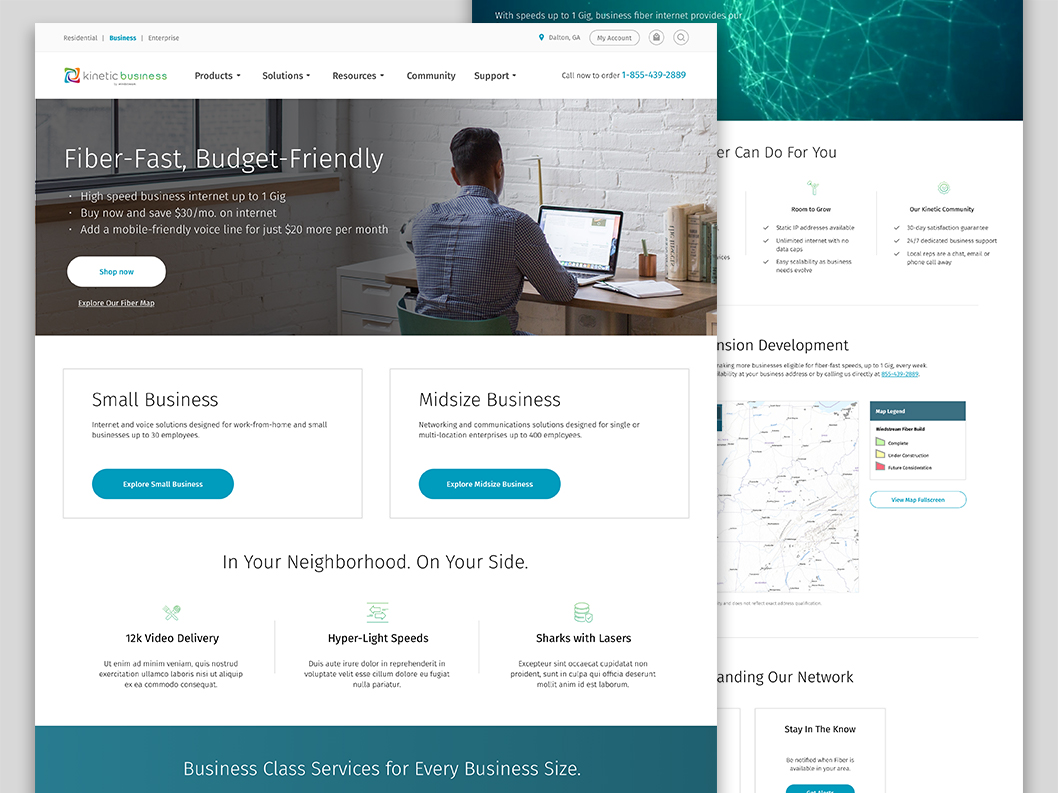 Residential | Business | Enterprise
Dalton, GA
My Account
kinetic business
Products
Solutions
Resources
Community
Support
Call now to order 1-855-439-2889
Fiber-Fast, Budget-Friendly
· High speed business internet up to 1 Gig
· Buy now and save $30/mo. on internet
· Add a mobile-friendly voice line for just $20 more per month
Shop now
Explore Our Fiber Map
Small Business
Internet and voice solutions designed for work-from-home and small
businesses up to 30 employees.
Explore Small Business
Midsize Business
Networking and communications solutions designed for single or
multi-location enterprises up to 400 employees.
Explore Midsize Business
In Your Neighborhood. On Your Side.
12k Video Delivery
Ut enim ad minim veniam, quis nostrud
exercitation ullamco laboris nisi ut aliquip
ex ea commodo consequat.
Hyper-Light Speeds
Duis aute irure dolor in reprehenderit in
voluptate velit esse cillum dolore eu fugiat
nulla pariatur.
Sharks with Lasers
Excepteur sint occaecat cupidatat non
proident, sunt in culpa qui officia deserunt
mollit anim id est laborum.
Business Class Services for Every Business Size.
With speeds up to 1 Gig, business fiber internet provides our
er Can Do For You
vices
Room to Grow
Static IP addresses available
Unlimited internet with no
data caps
Easy scalability as business
needs evolve
Our Kinetic Community
30-day satisfaction guarantee
24/7 dedicated business support
Local reps are a chat, email or
phone call away
nsion Development
making more businesses eligible for fiber-fast speeds, up to 1 Gig, every week.
ilability at your business address or by calling us directly at 855-439-2889.
Map Legend
Windstream Fiber Build
Complete
Under Construction
Future Consideration
View Map Fullscreen
ity and does not reflect exact address qualification.
anding Our Network
Stay In The Know
Be notified when Fiber is
available in your area.
Get Alerts